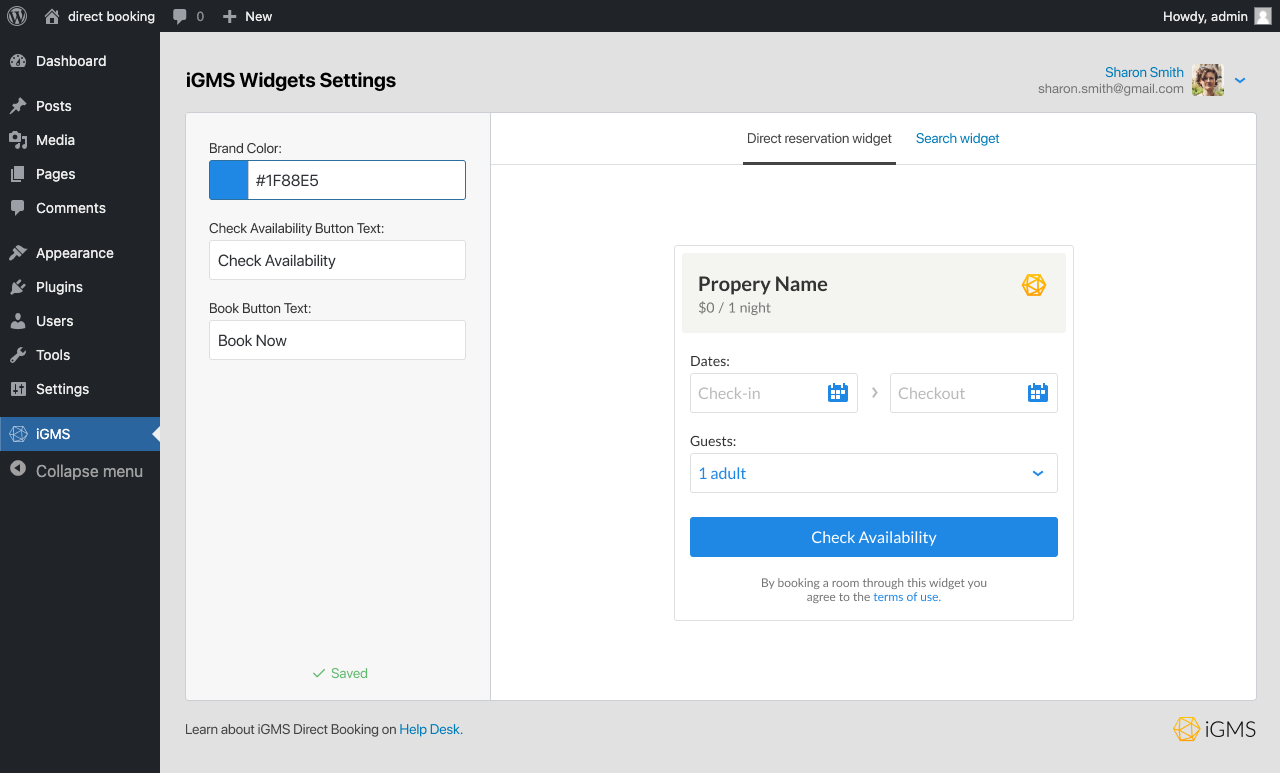 direct booking
0
New
Howdy, admin
Dashboard
Posts
Media
Pages
Comments
Appearance
Plugins
Users
Tools
Settings
iGMS
Collapse menu
iGMS Widgets Settings
Sharon Smith
sharon.smith@gmail.com
Brand Color:
#1F88E5
Check Availability Button Text:
Check Availability
Book Button Text:
Book Now
Saved
Direct reservation widget
Search widget
Propery Name
$0 / 1 night
Dates:
Check-in
Checkout
Guests:
1 adult
Check Availability
By booking a room through this widget you
agree to the terms of use.
Learn about iGMS Direct Booking on Help Desk.
iGMS